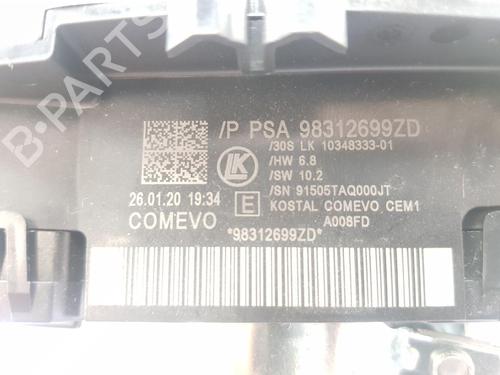 /P PSA 98312699ZD
/30S LK 10348333-01
/HW 6.8
/SW 10.2
/SN 91505TAQ000JT
KOSTAL COMEVO CEM1
A008FD
LK
E
26.01.20 19:34
COMEVO
*98312699ZD*
B-PARTS